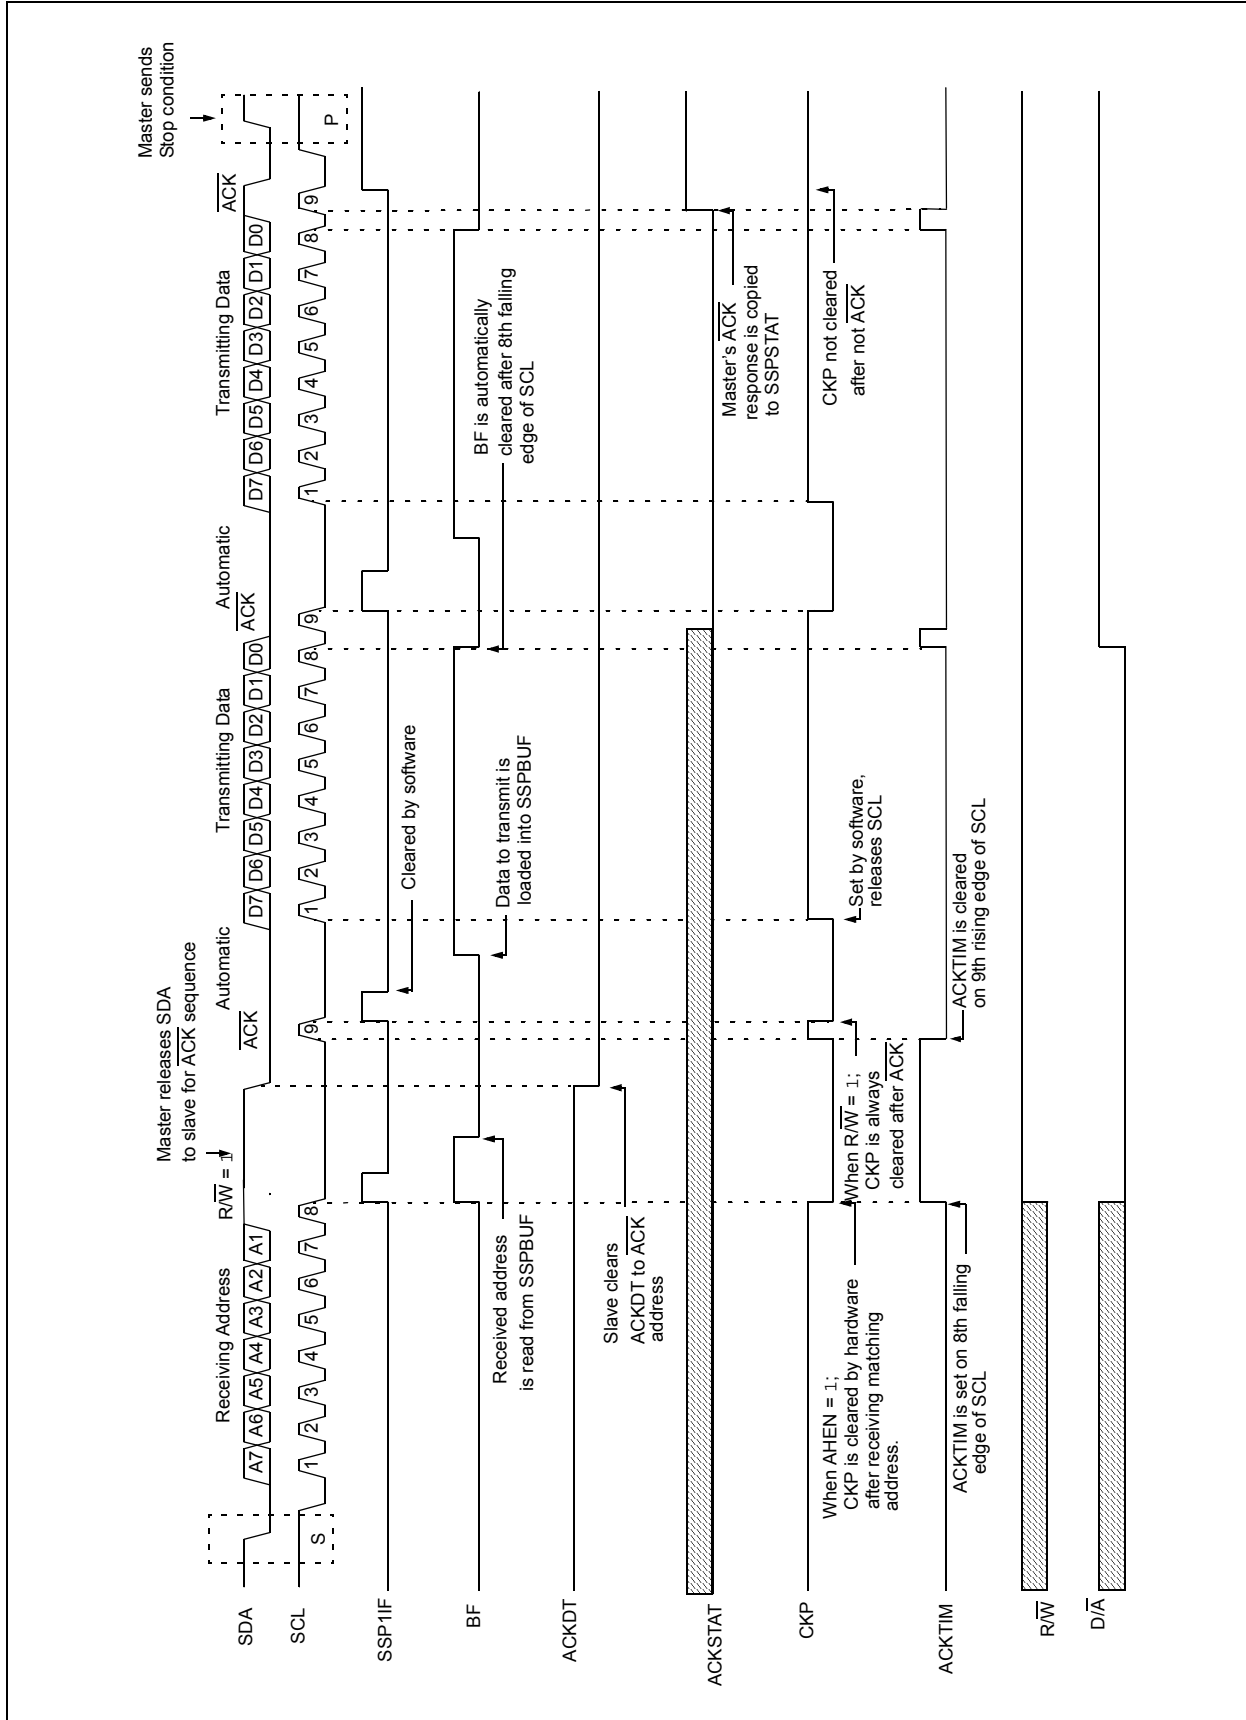 Master releases SDA
to slave for ACK sequence
Master sends
Stop condition
Receiving Address
R/W = 1
ACK
Automatic
Transmitting Data
ACK
Automatic
Transmitting Data
ACK
SDA
A7 A6 A5 A4 A3 A2 A1
D7 D6 D5 D4 D3 D2 D1 D0
D7 D6 D5 D4 D3 D2 D1 D0
SCL
S
1 2 3 4 5 6 7 8 9
1 2 3 4 5 6 7 8 9
1 2 3 4 5 6 7 8 9
P
SSP1IF
Cleared by software
BF
Received address
is read from SSPBUF
Data to transmit is
loaded into SSPBUF
BF is automatically
cleared after 8th falling
edge of SCL
ACKDT
Slave clears
ACKDT to ACK
address
ACKSTAT
Master's ACK
response is copied
to SSPSTAT
CKP
When AHEN = 1;
CKP is cleared by hardware
after receiving matching
address.
When R/W = 1;
CKP is always
cleared after ACK
Set by software,
releases SCL
CKP not cleared
after not ACK
ACKTIM
ACKTIM is set on 8th falling
edge of SCL
ACKTIM is cleared
on 9th rising edge of SCL
R/W
D/A